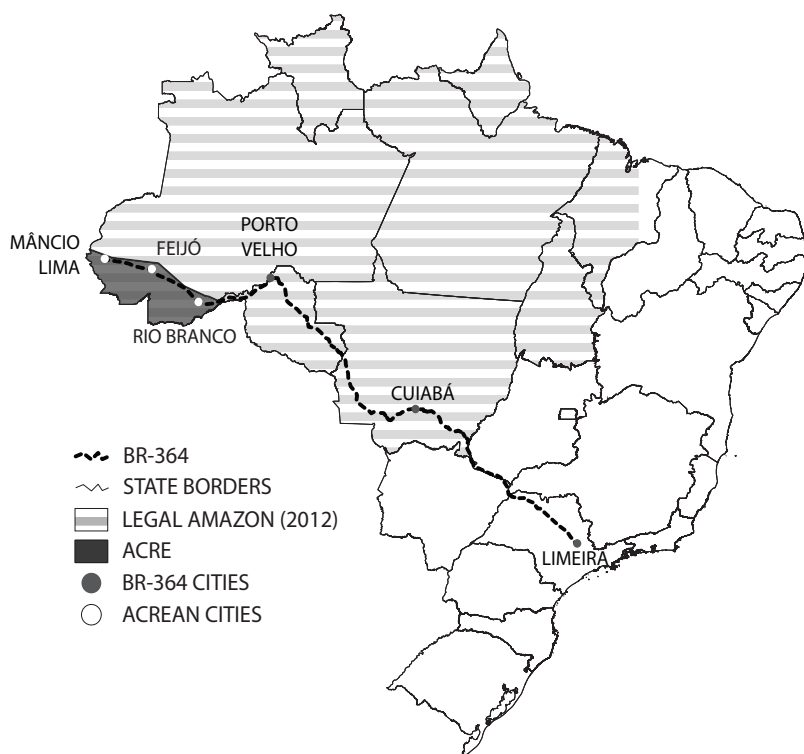 PORTO
VELHO
MÂNCIO
LIMA
FEIJÓ
RIO BRANCO
CUIABÁ
LIMEIRA
BR-364
STATE BORDERS
LEGAL AMAZON (2012)
ACRE
BR-364 CITIES
ACREAN CITIES